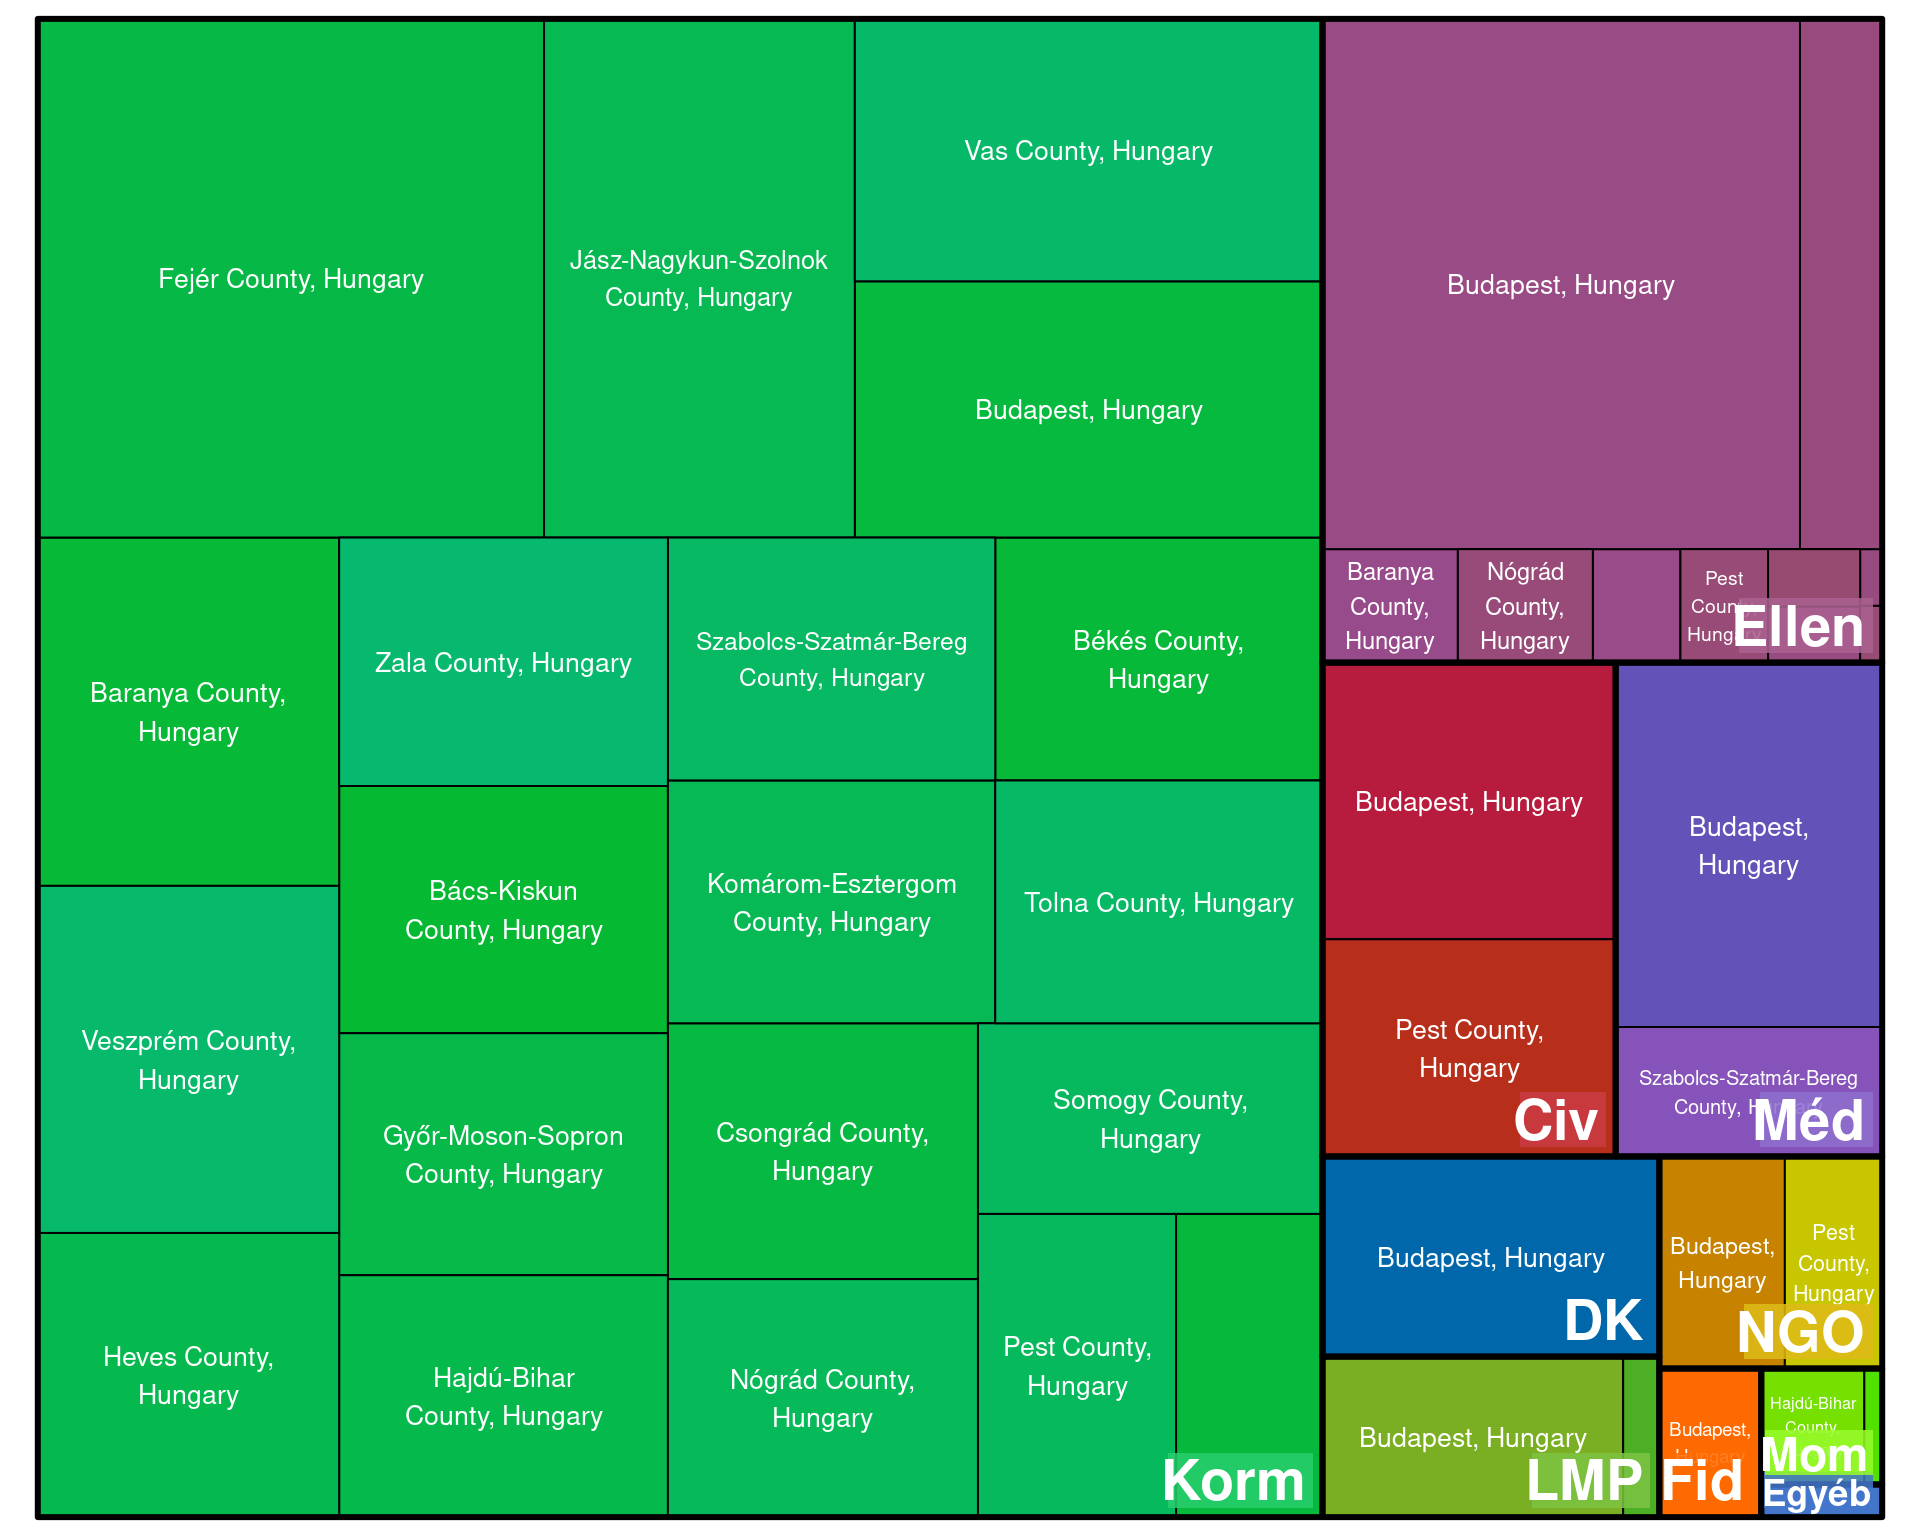 Fejér County, Hungary
Jász-Nagykun-Szolnok
County, Hungary
Vas County, Hungary
Budapest, Hungary
Baranya County,
Hungary
Zala County, Hungary
Szabolcs-Szatmár-Bereg
County, Hungary
Békés County,
Hungary
Bács-Kiskun
County, Hungary
Komárom-Esztergom
County, Hungary
Tolna County, Hungary
Veszprém County,
Hungary
Győr-Moson-Sopron
County, Hungary
Csongrád County,
Hungary
Somogy County,
Hungary
Heves County,
Hungary
Hajdú-Bihar
County, Hungary
Nógrád County,
Hungary
Pest County,
Hungary
Korm
Budapest, Hungary
Baranya
County,
Hungary
Nógrád
County,
Hungary
Pest
County,
Hungary
Ellen
Budapest, Hungary
Pest County,
Hungary
Civ
Budapest,
Hungary
Szabolcs-Szatmár-Bereg
County, Hungary
Méd
Budapest, Hungary
DK
Budapest,
Hungary
Pest
County,
Hungary
NGO
Budapest, Hungary
LMP
Budapest,
Hungary
Fid
Hajdú-Bihar
County,
Mom
Egyéb